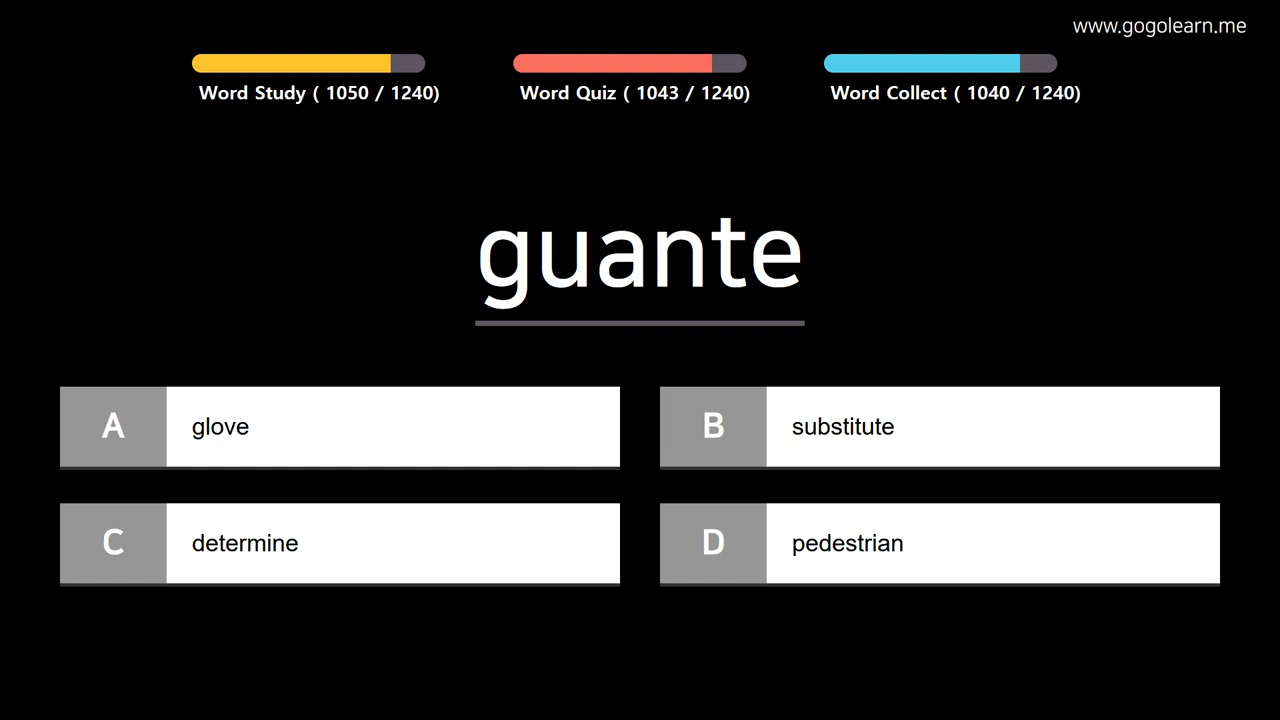 www.gogolearn.me
Word Study ( 1050 / 1240)
Word Quiz ( 1043 / 1240)
Word Collect ( 1040 / 1240)
guante
A glove
B substitute
C determine
D pedestrian